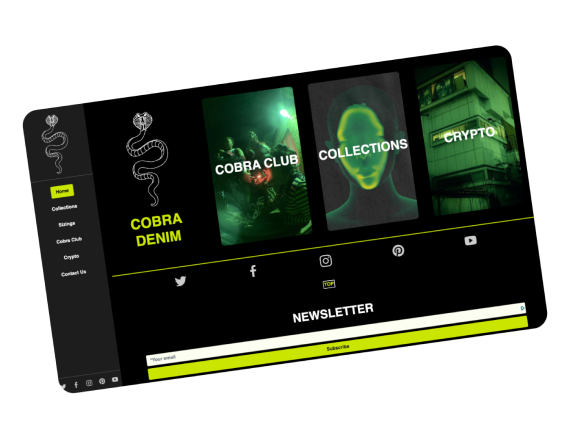 Home
Collections
Sizings
Cobra Club
Crypto
Contact Us
COBRA
DENIM
COBRA CLUB
COLLECTIONS
CRYPTO
TOP
NEWSLETTER
*Your email
Subscribe